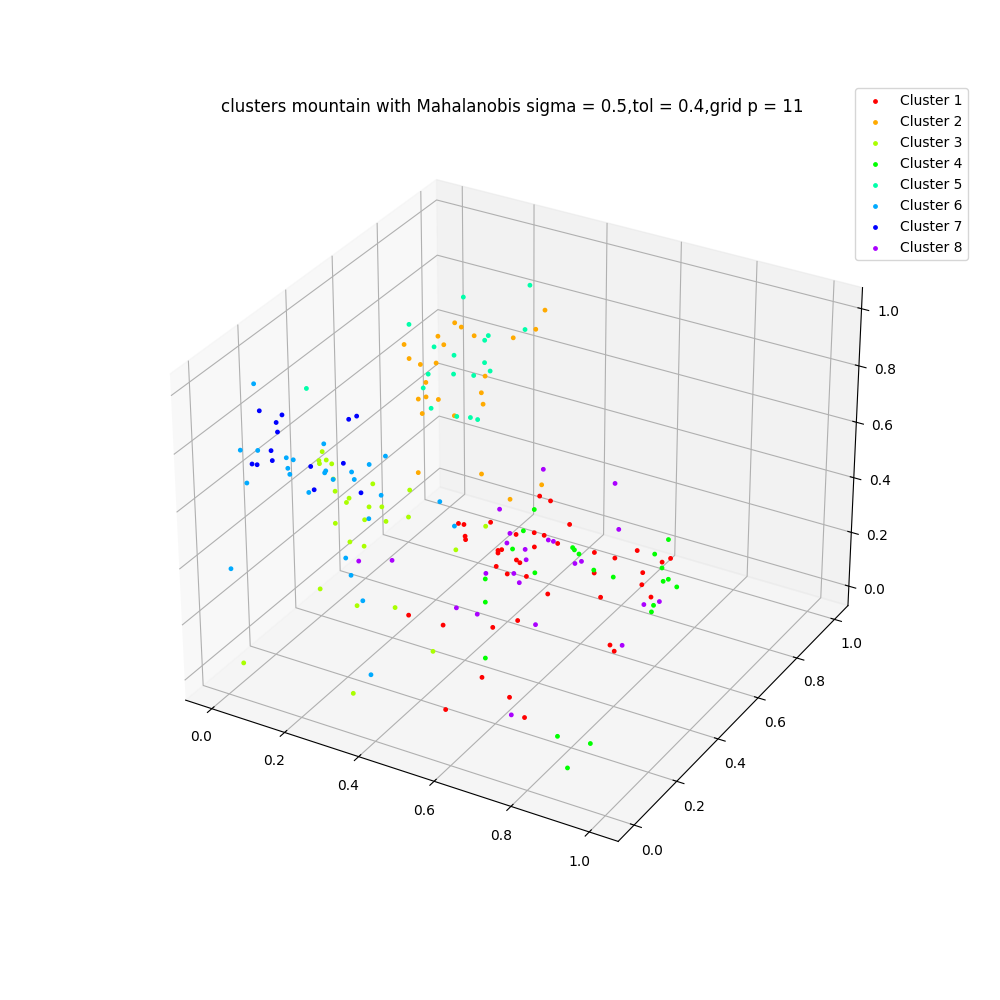 clusters mountain with Mahalanobis sigma = 0.5,tol = 0.4,grid p = 11
Cluster 1
Cluster 2
Cluster 3
Cluster 4
Cluster 5
Cluster 6
Cluster 7
Cluster 8
1.0
0.8
0.6
0.4
0.2
0.0
1.0
0.8
0.6
0.4
0.2
0.0
0.0
0.2
0.4
0.6
0.8
1.0